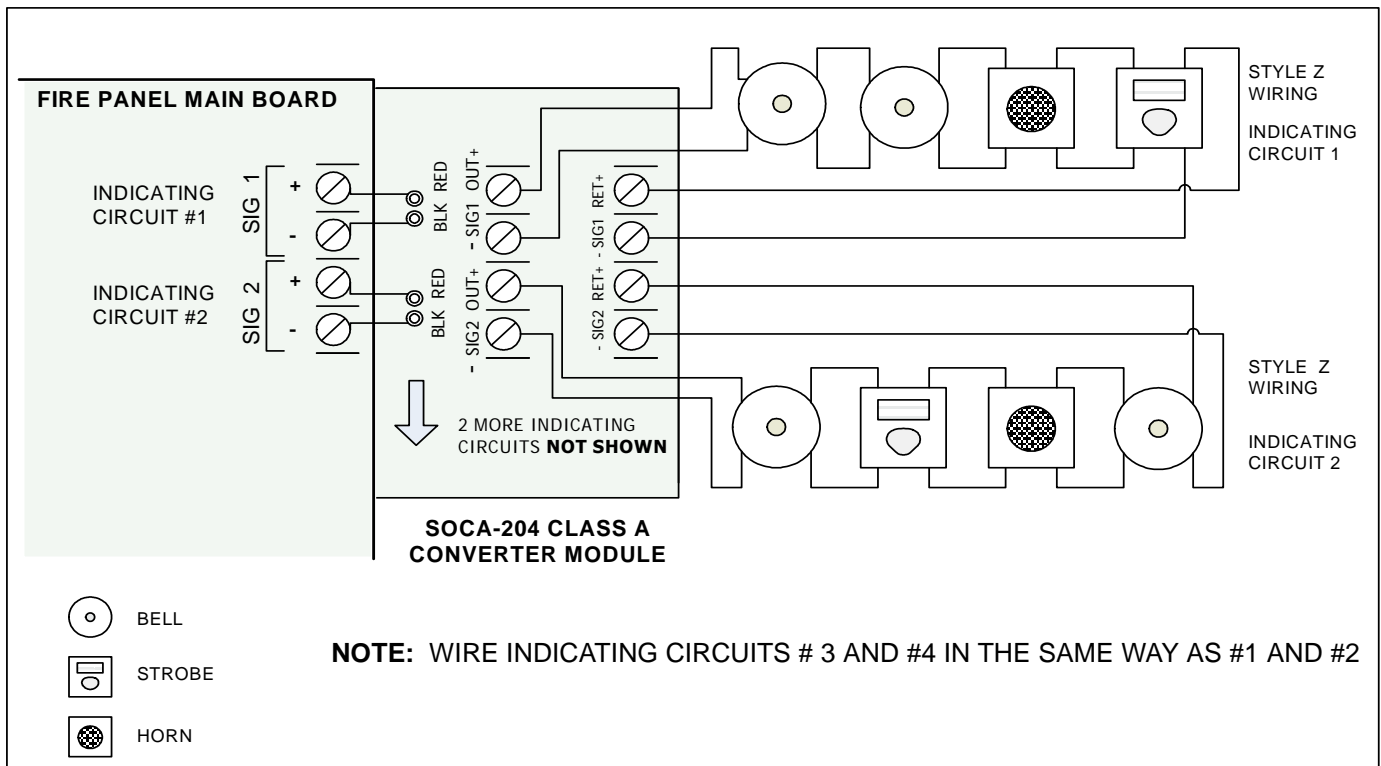 FIRE PANEL MAIN BOARD
INDICATING
CIRCUIT #1
SIG 1
+
-
INDICATING
CIRCUIT #2
SIG 2
+
-
BLK RED
BLK RED
- SIG1 OUT+
- SIG2 OUT+
- SIG1 RET+
- SIG2 RET+
2 MORE INDICATING
CIRCUITS NOT SHOWN
SOCA-204 CLASS A
CONVERTER MODULE
STYLE Z
WIRING
INDICATING
CIRCUIT 1
STYLE Z
WIRING
INDICATING
CIRCUIT 2
BELL
STROBE
HORN
NOTE: WIRE INDICATING CIRCUITS # 3 AND #4 IN THE SAME WAY AS #1 AND #2